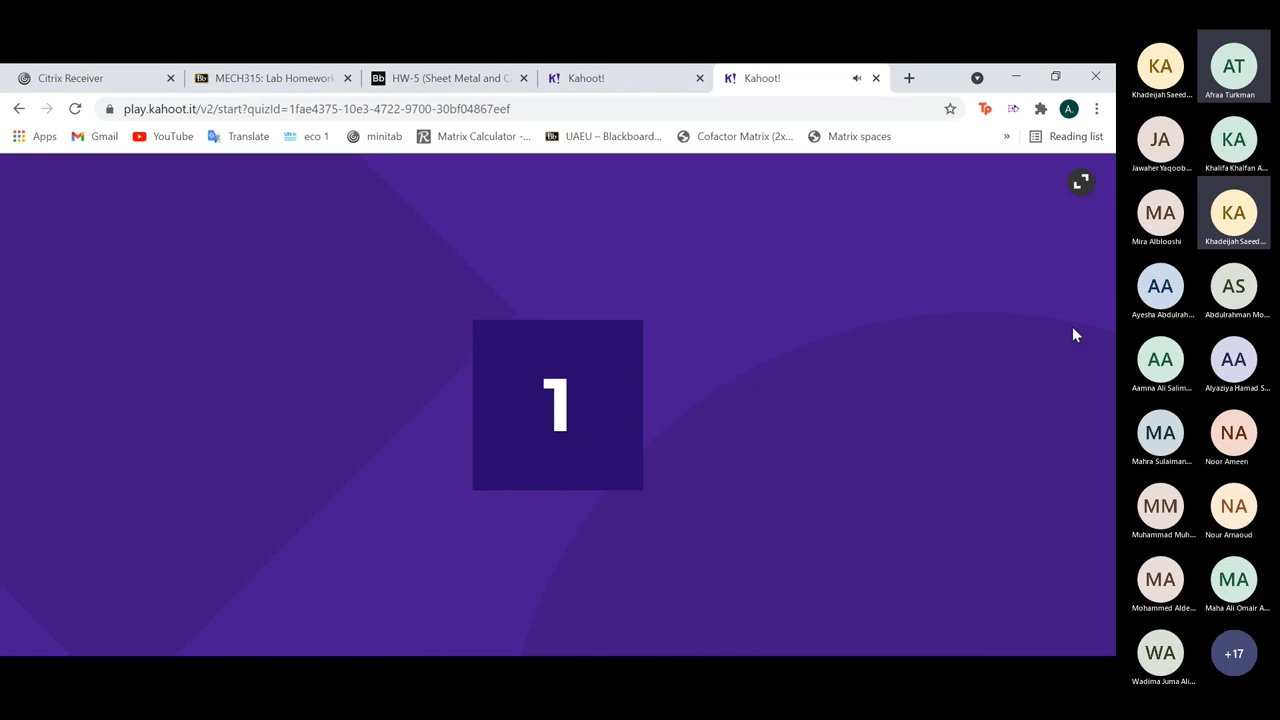 Citrix Receiver
MECH315: Lab Homework
HW-5 (Sheet Metal and C
Kahoot!
Kahoot!
play.kahoot.it/v2/start?quizId=1fae4375-10e3-4722-9700-30bf04867eef
A.
Apps
Gmail
YouTube
Translate
eco 1
minitab
Matrix Calculator -...
UAEU – Blackboard...
Cofactor Matrix (2x...
Matrix spaces
»
Reading list
1
KA
Khadeijah Saeed...
AT
Afraa Turkman
JA
Jawaher Yaqoob...
KA
Khalifa Khalfan A...
MA
Mira Alblooshi
KA
Khadeijah Saeed...
AA
Ayesha Abdulrah...
AS
Abdulrahman Mo...
AA
Aamna Ali Salim...
AA
Alyaziya Hamad S...
MA
Mahra Sulaiman...
NA
Noor Ameen
MM
Muhammad Muh...
NA
Nour Arnaoud
MA
Mohammed Alde...
MA
Maha Ali Omair A...
WA
Wadima Juma Ali...
+17